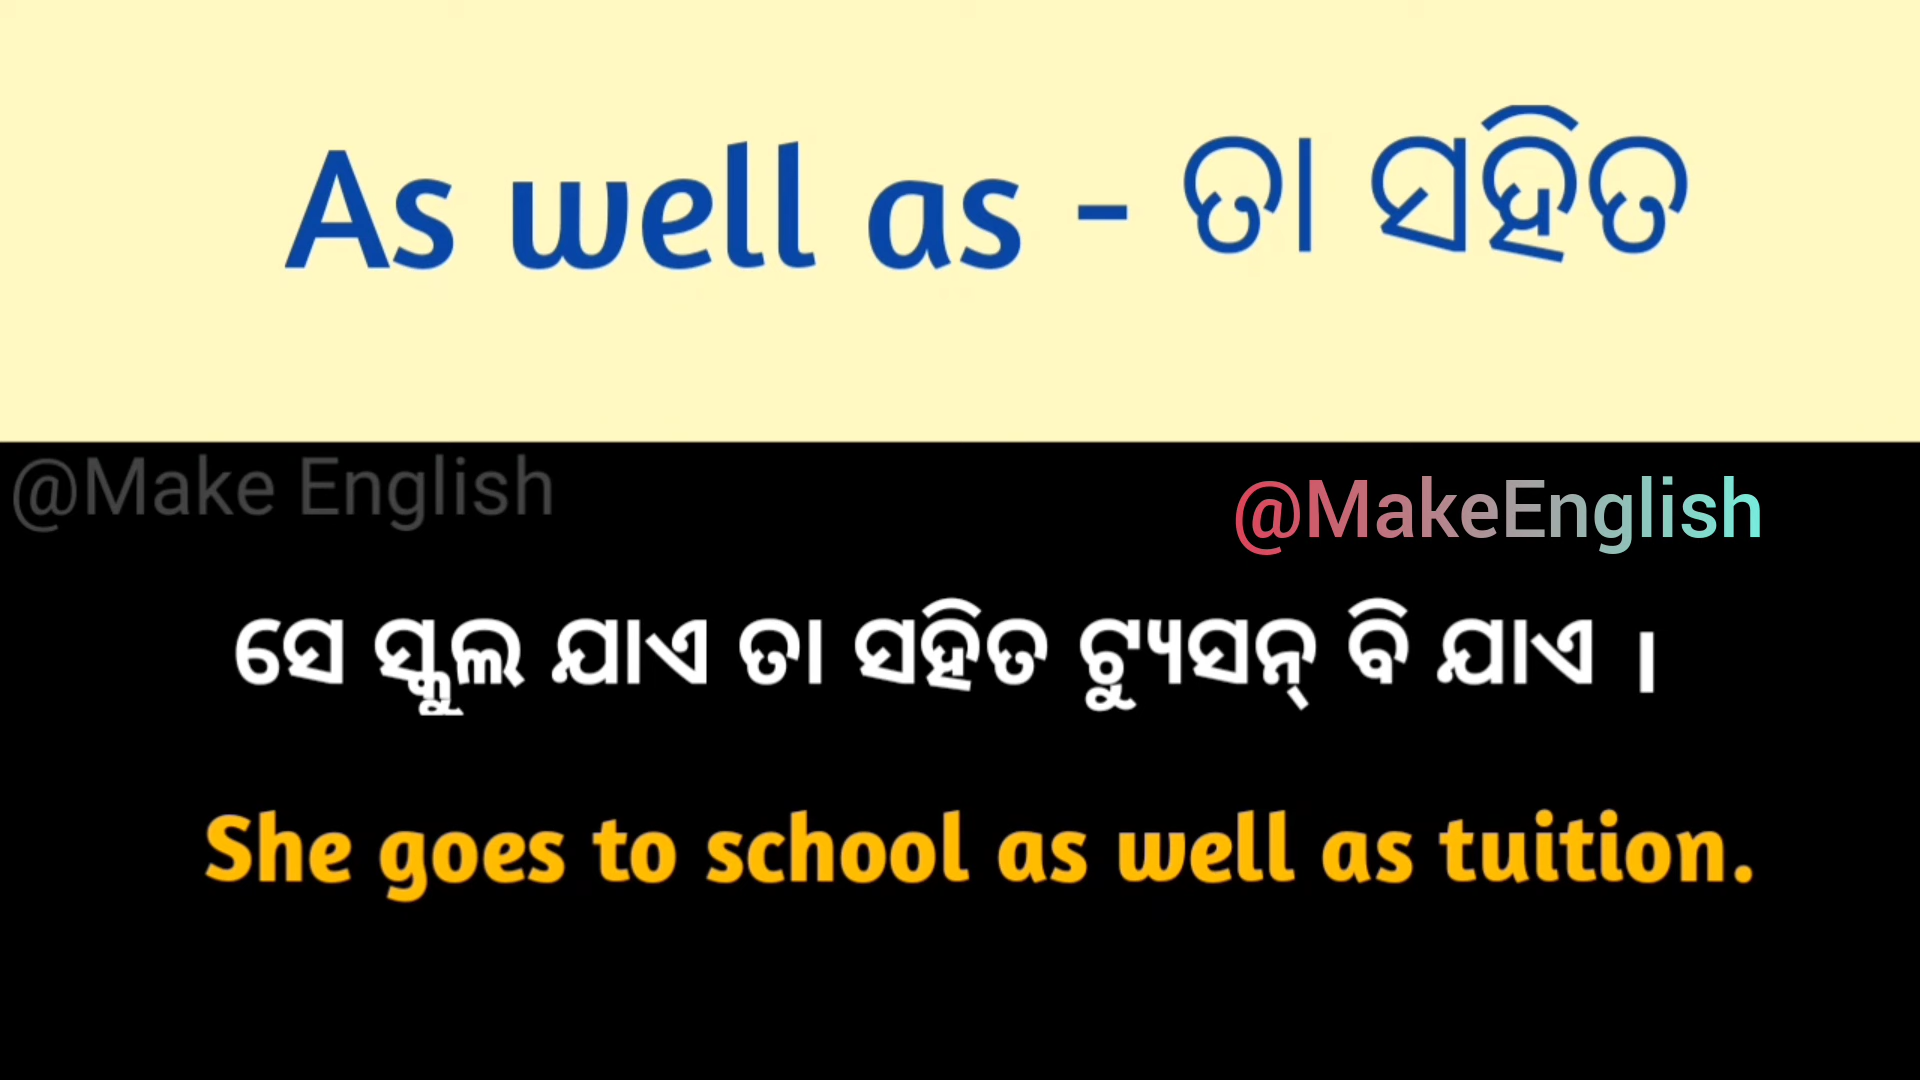 As well as - ତା ସହିତ
@Make English
@MakeEnglish
ସେ ସ୍କୁଲ ଯାଏ ତା ସହିତ ଟ୍ୟୁସନ୍ ବି ଯାଏ ।
She goes to school as well as tuition.